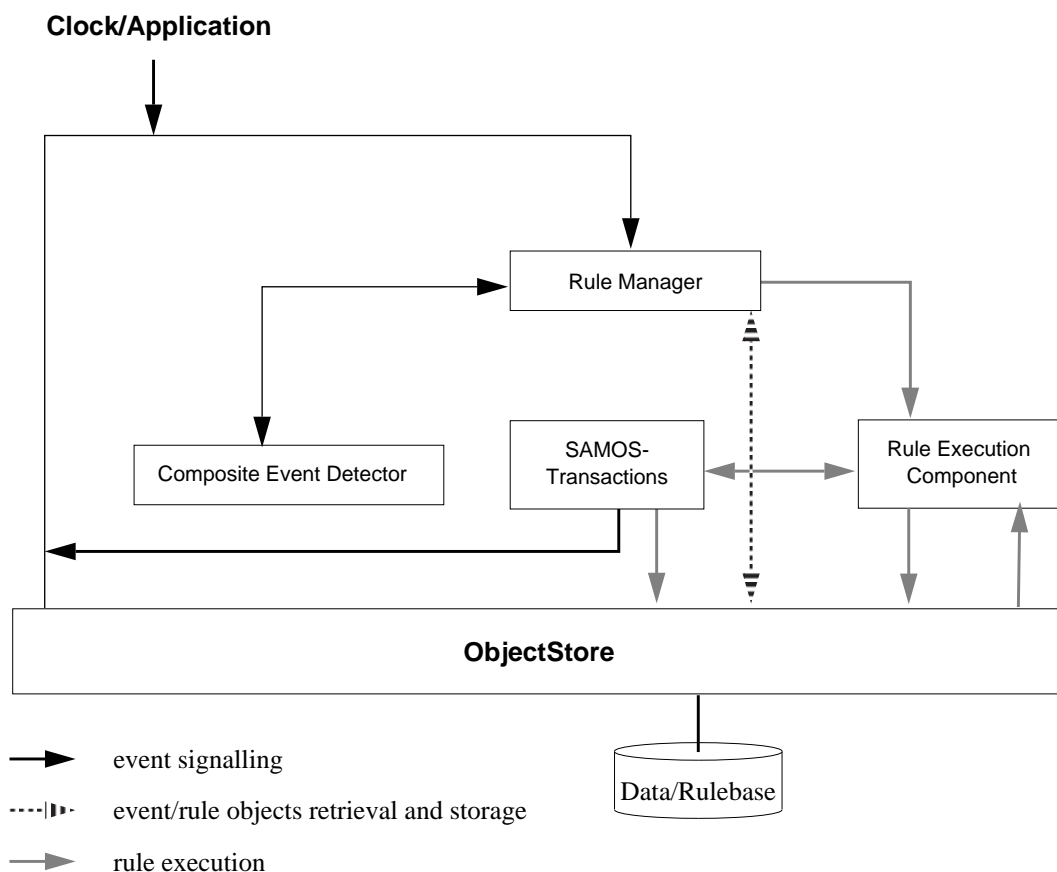 Clock/Application
Rule Manager
Composite Event Detector
SAMOS-
Transactions
Rule Execution
Component
ObjectStore
Data/Rulebase
event signalling
event/rule objects retrieval and storage
rule execution